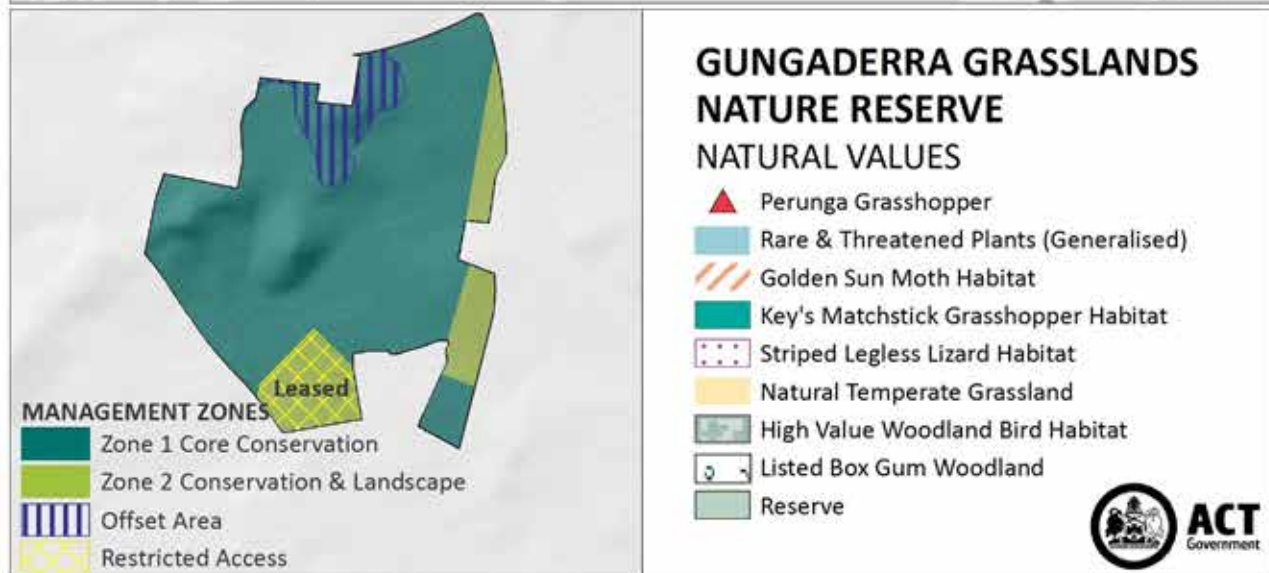 Leased
MANAGEMENT ZONES
Zone 1 Core Conservation
Zone 2 Conservation & Landscape
Offset Area
Restricted Access
GUNGADERRA GRASSLANDS
NATURE RESERVE
NATURAL VALUES
Perunga Grasshopper
Rare & Threatened Plants (Generalised)
Golden Sun Moth Habitat
Key's Matchstick Grasshopper Habitat
Striped Legless Lizard Habitat
Natural Temperate Grassland
High Value Woodland Bird Habitat
Listed Box Gum Woodland
Reserve
ACT
Government